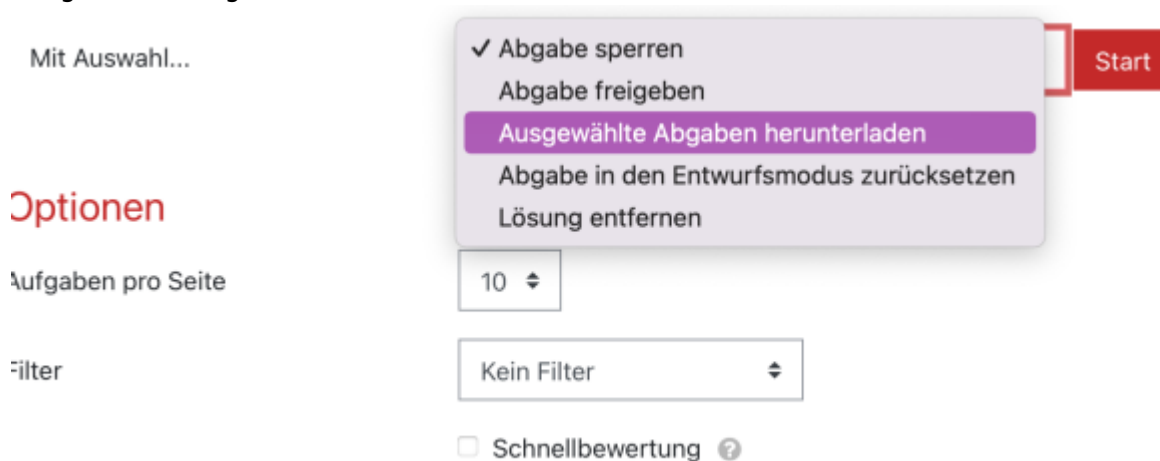 Mit Auswahl...
✓ Abgabe sperren
Start
Abgabe freigeben
Ausgewählte Abgaben herunterladen
Abgabe in den Entwurfsmodus zurücksetzen
Lösung entfernen
Optionen
Aufgaben pro Seite
10
Filter
Kein Filter
Schnellbewertung ?